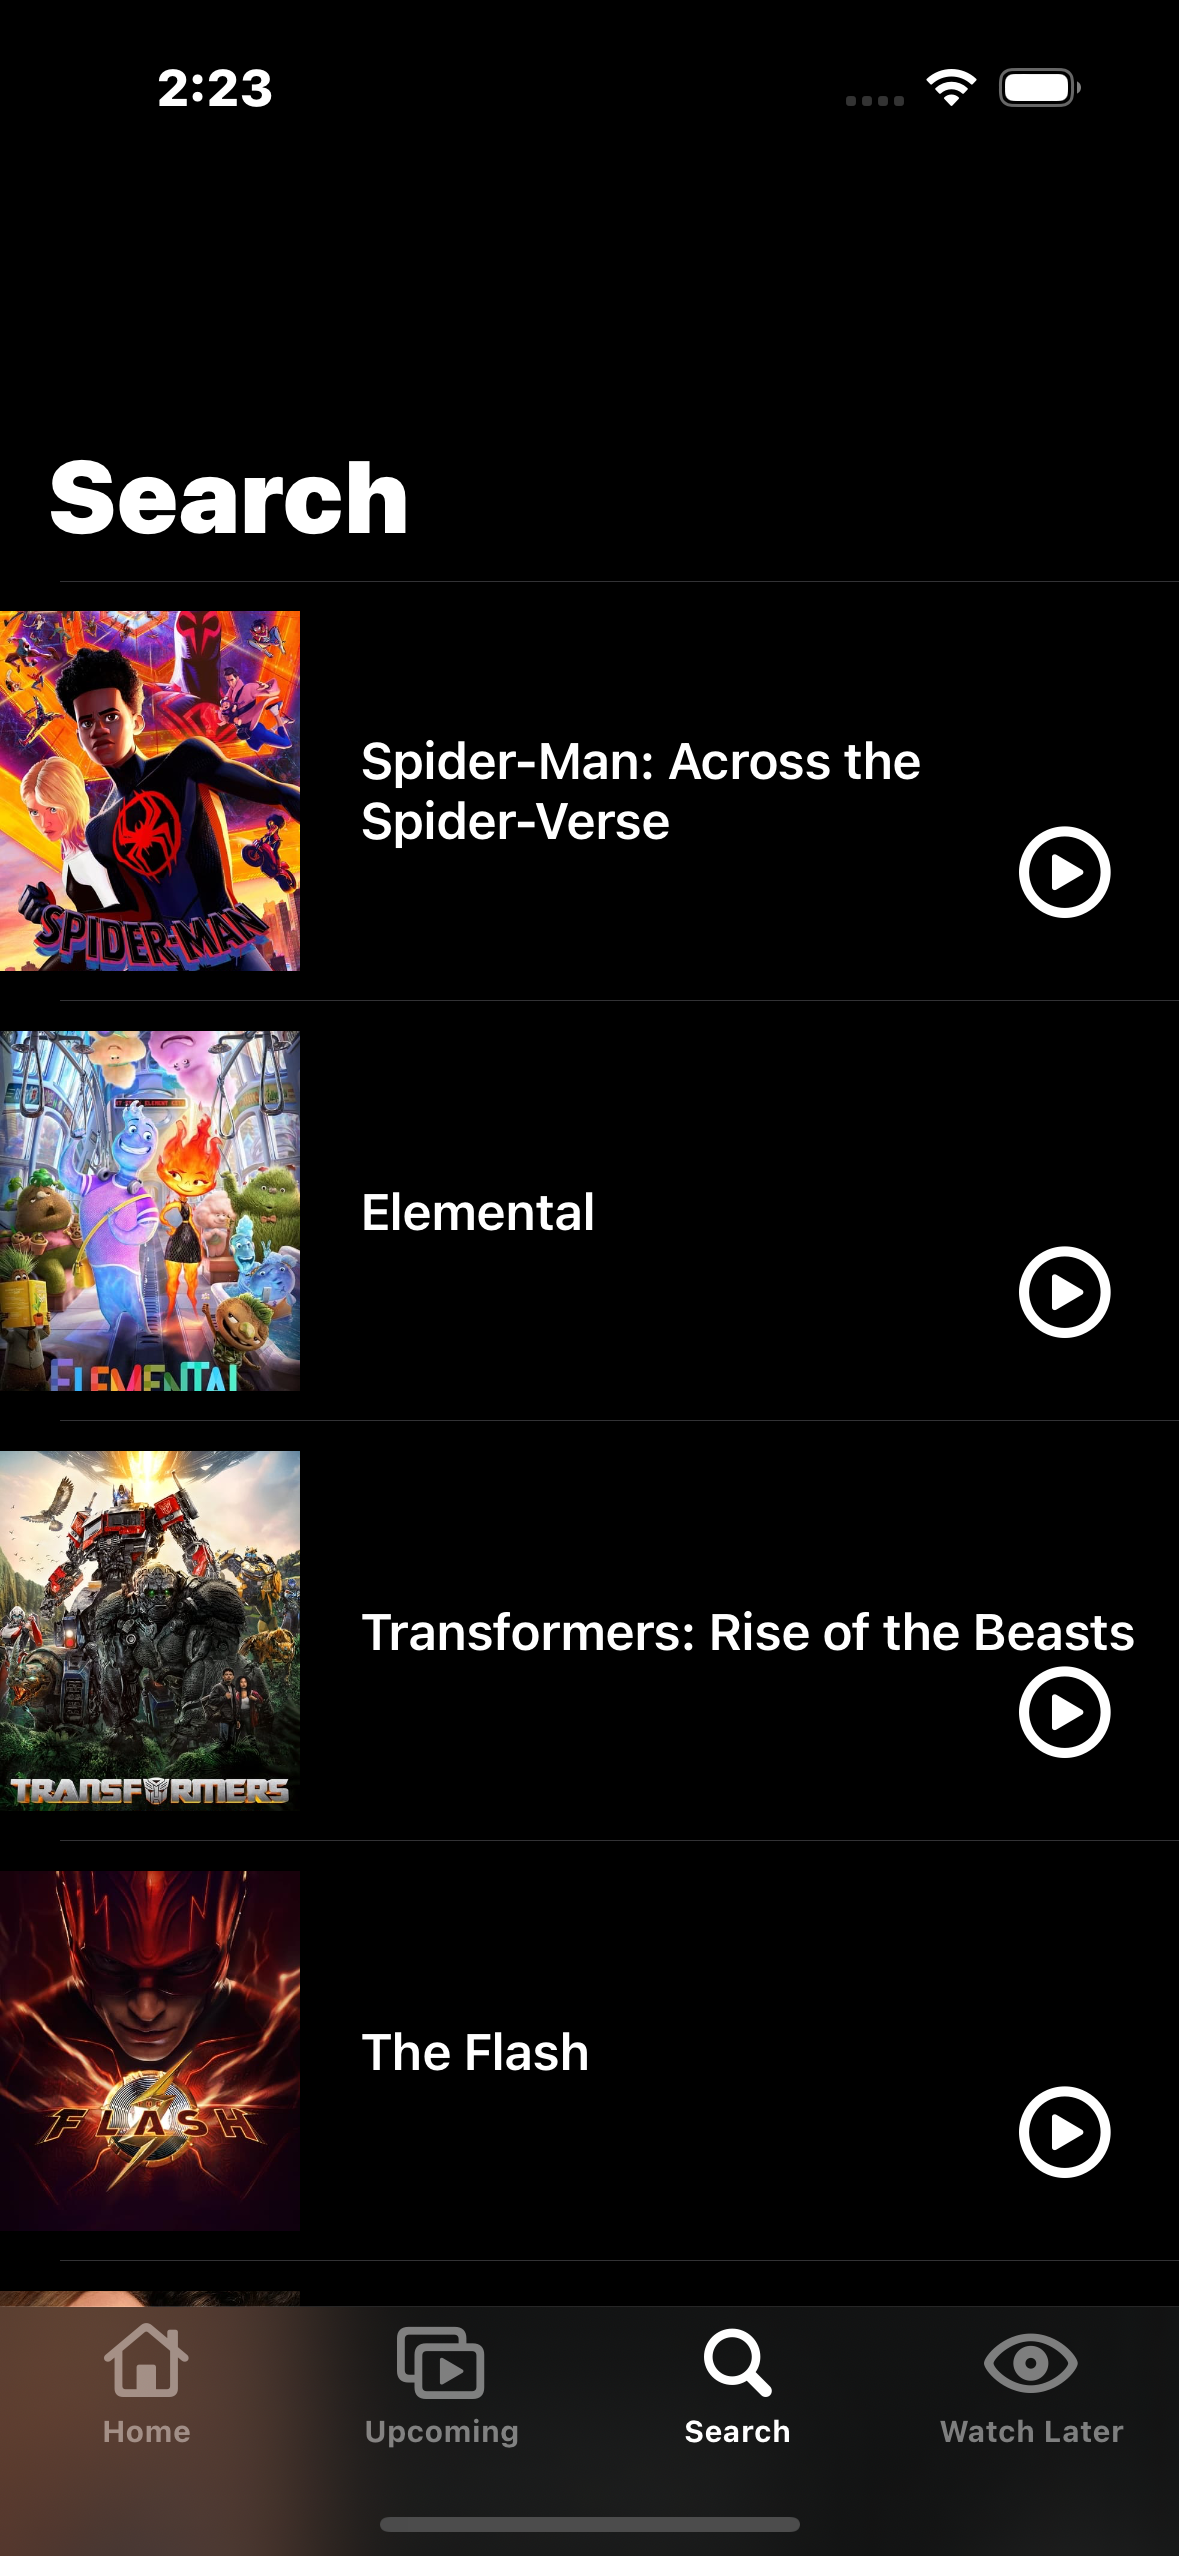 2:23
Search
SPIDER-MAN
Spider-Man: Across the
Spider-Verse
ELEMENTAL
Elemental
TRANSFORMERS
Transformers: Rise of the Beasts
FLASH
The Flash
Home
Upcoming
Search
Watch Later